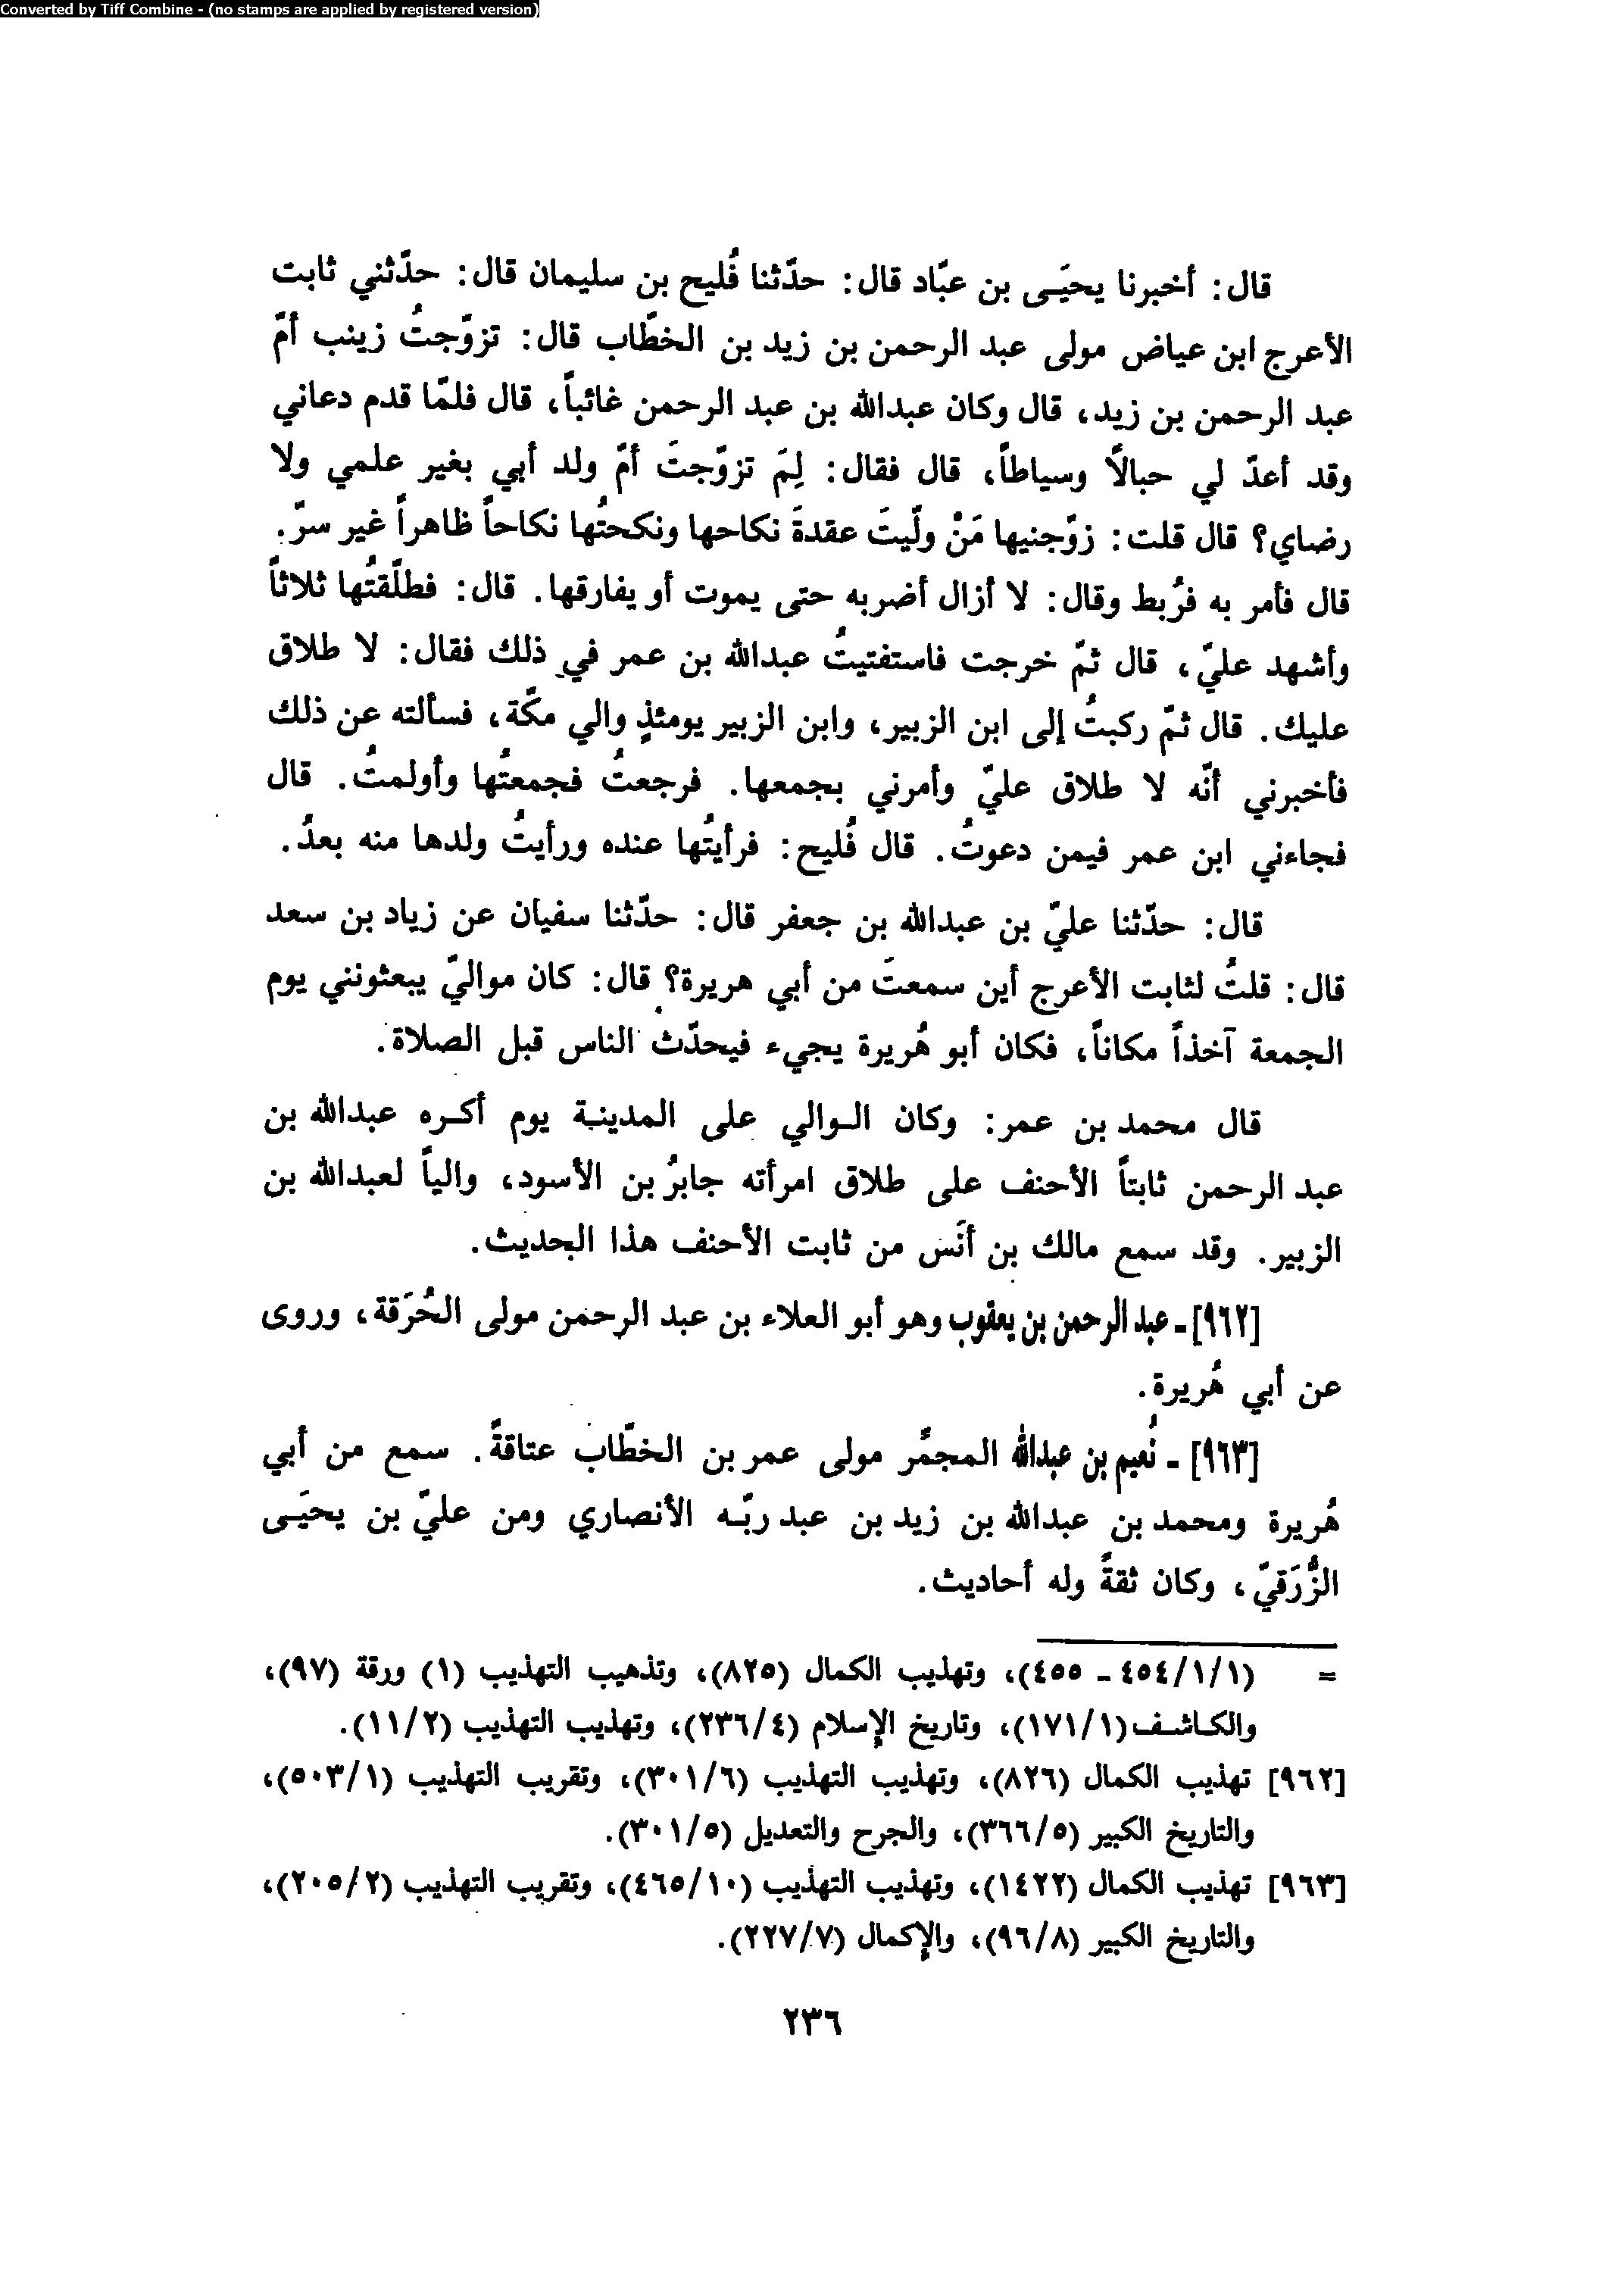 Converted by Tiff Combine - (no stamps are applied by registered version)
قال: أخبرنا يحيَـى بن عبّاد قال: حدّثنا فُليح بن سليمان قال: حدّثني ثابت
الأعرج ابن عياض مولى عبد الرحمن بن زيد بن الخطّاب قال: تزوّجتُ زينب أمّ
عبد الرحمن بن زيد، قال وكان عبدالله بن عبد الرحمن غائباً، قال فلمّا قدم دعاني
وقد أعدّ لي حبالاً وسياطاً، قال فقال: لِمَ تزوّجتَ أمّ ولد أبي بغير علمي ولا
رضاي؟ قال قلت: زوّجنيها مَنْ ولّيتَ عقدةَ نكاحها ونكحتُها نكاحاً ظاهراً غير سرّ.
قال فأمر به فرُبط وقال: لا أزال أضربه حتى يموت أو يفارقها. قال: فطلّقتُها ثلاثاً
وأشهد عليّ، قال ثمّ خرجت فاستفتيتُ عبدالله بن عمر في ذلك فقال: لا طلاق
عليك. قال ثمّ ركبتُ إلى ابن الزبير، وابن الزبير يومئذٍ والي مكّة، فسألته عن ذلك
فأخبرني أنّه لا طلاق عليّ وأمرني بجمعها. فرجعتُ فجمعتُها وأولمتُ. قال
فجاءني ابن عمر فيمن دعوتُ. قال فُليح: فرأيتُها عنده ورأيتُ ولدها منه بعدُ.
قال: حدّثنا عليّ بن عبدالله بن جعفر قال: حدّثنا سفيان عن زياد بن سعد
قال: قلتُ لثابت الأعرج أين سمعتَ من أبي هريرة؟ قال: كان مواليّ يبعثونني يوم
الجمعة آخذاً مكاناً، فكان أبو هُريرة يجيء فيحدّث الناس قبل الصلاة.
قال محمد بن عمر: وكان الـوالي على المدينـة يوم أكـره عبدالله بن
عبد الرحمن ثابتاً الأحنف على طلاق امرأته جابرُ بن الأسود، والياً لعبدالله بن
الزبير. وقد سمع مالك بن أنَس من ثابت الأحنف هذا الحديث.
[٩٦٢]ـ عبد الرحمن بن يعقوب وهو أبو العلاء بن عبد الرحمن مولى الحُرَقة، وروى
عن أبي هُريرة.
[٩٦٣] ـ نُعيم بن عبدالله المجمّر مولى عمر بن الخطّاب عتاقةً. سمع من أبي
هُريرة ومحمد بن عبدالله بن زيد بن عبد ربّـه الأنصاري ومن عليّ بن يحيَـى
الزُّرَقيّ، وكان ثقةً وله أحاديث.
= (٤٥٤/١/١ ـ ٤٥٥)، وتهذيب الكمال (٨٢٥)، وتذهيب التهذيب (١) ورقة (٩٧)،
والكـاشـف(١٧١/١)، وتاريخ الإسلام (٢٣٦/٤)، وتهذيب التهذيب (١١/٢).
[٩٦٢] تهذيب الكمال (٨٢٦)، وتهذيب التهذيب (٣٠١/٦)، وتقريب التهذيب (٥٠٣/١)،
والتاريخ الكبير (٣٦٦/٥)، والجرح والتعديل (٣٠١/٥).
[٩٦٣] تهذيب الكمال (١٤٢٢)، وتهذيب التهذيب (٤٦٥/١٠)، وتقريب التهذيب (٢٠٥/٢)،
والتاريخ الكبير (٩٦/٨)، والإكمال (٢٢٧/٧).
٢٣٦